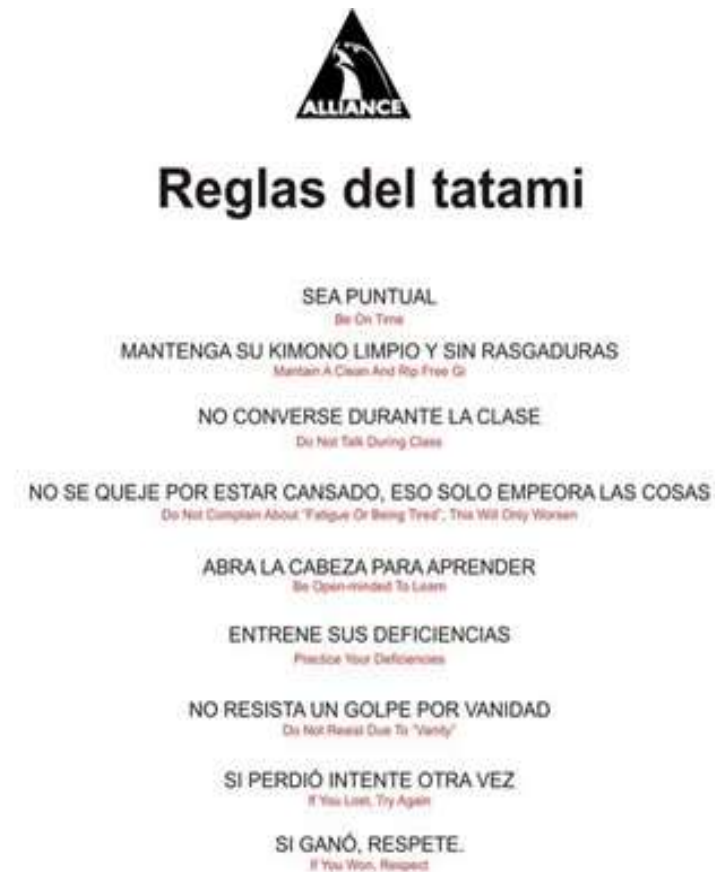 ALLIANCE
Reglas del tatami
SEA PUNTUAL
Be On Time
MANTENGA SU KIMONO LIMPIO Y SIN RASGADURAS
Mantain A Clean And Rip Free Gi
NO CONVERSE DURANTE LA CLASE
Do Not Talk During Class
NO SE QUEJE POR ESTAR CANSADO, ESO SOLO EMPEORA LAS COSAS
Do Not Complain About "Fatigue Or Being Tired", This Will Only Worsen
ABRA LA CABEZA PARA APRENDER
Be Open-minded To Learn
ENTRENE SUS DEFICIENCIAS
Practice Your Deficiencies
NO RESISTA UN GOLPE POR VANIDAD
Do Not Resist Due To "Vanity"
SI PERDIÓ INTENTE OTRA VEZ
If You Lost, Try Again
SI GANÓ, RESPETE.
If You Won, Respect